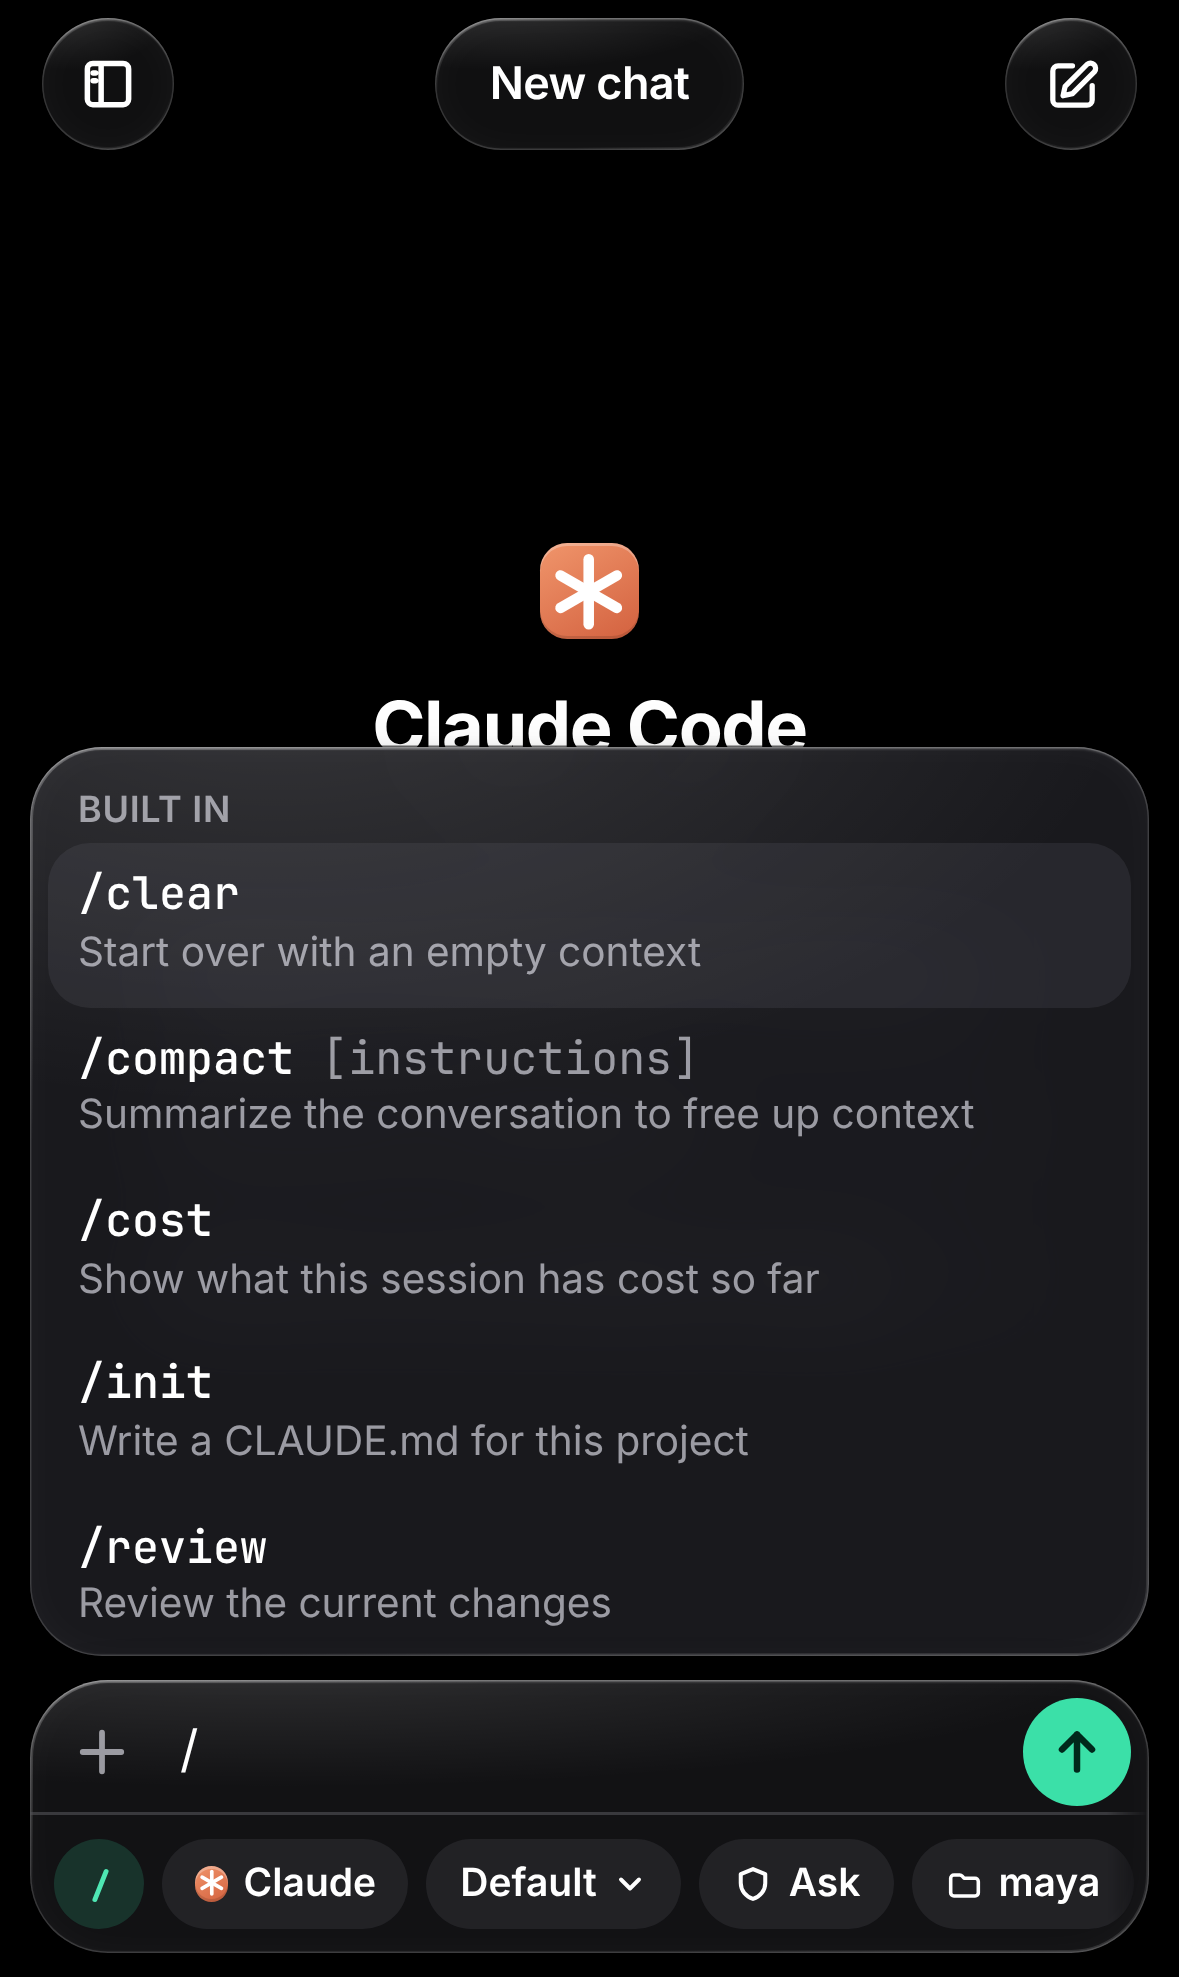 New chat
Claude Code
BUILT IN
/clear
Start over with an empty context
/compact [instructions]
Summarize the conversation to free up context
/cost
Show what this session has cost so far
/init
Write a CLAUDE.md for this project
/review
Review the current changes
/
/ Claude Default Ask maya